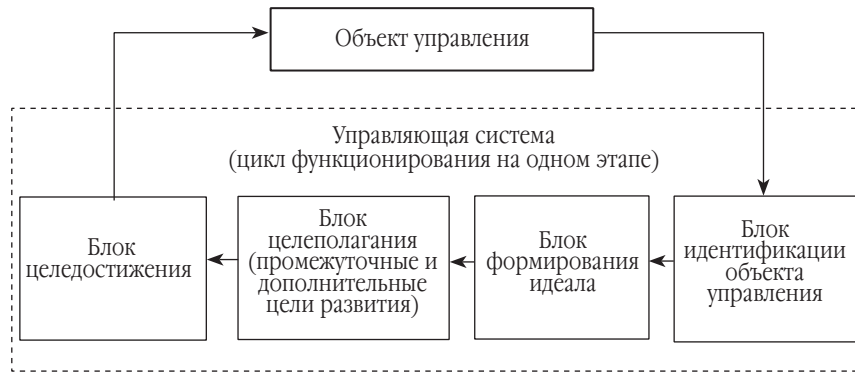 Объект управления
Управляющая система
(цикл функционирования на одном этапе)
Блок
целедостижения
Блок
целеполагания
(промежуточные и
дополнительные
цели развития)
Блок
формирования
идеала
Блок
идентификации
объекта
управления